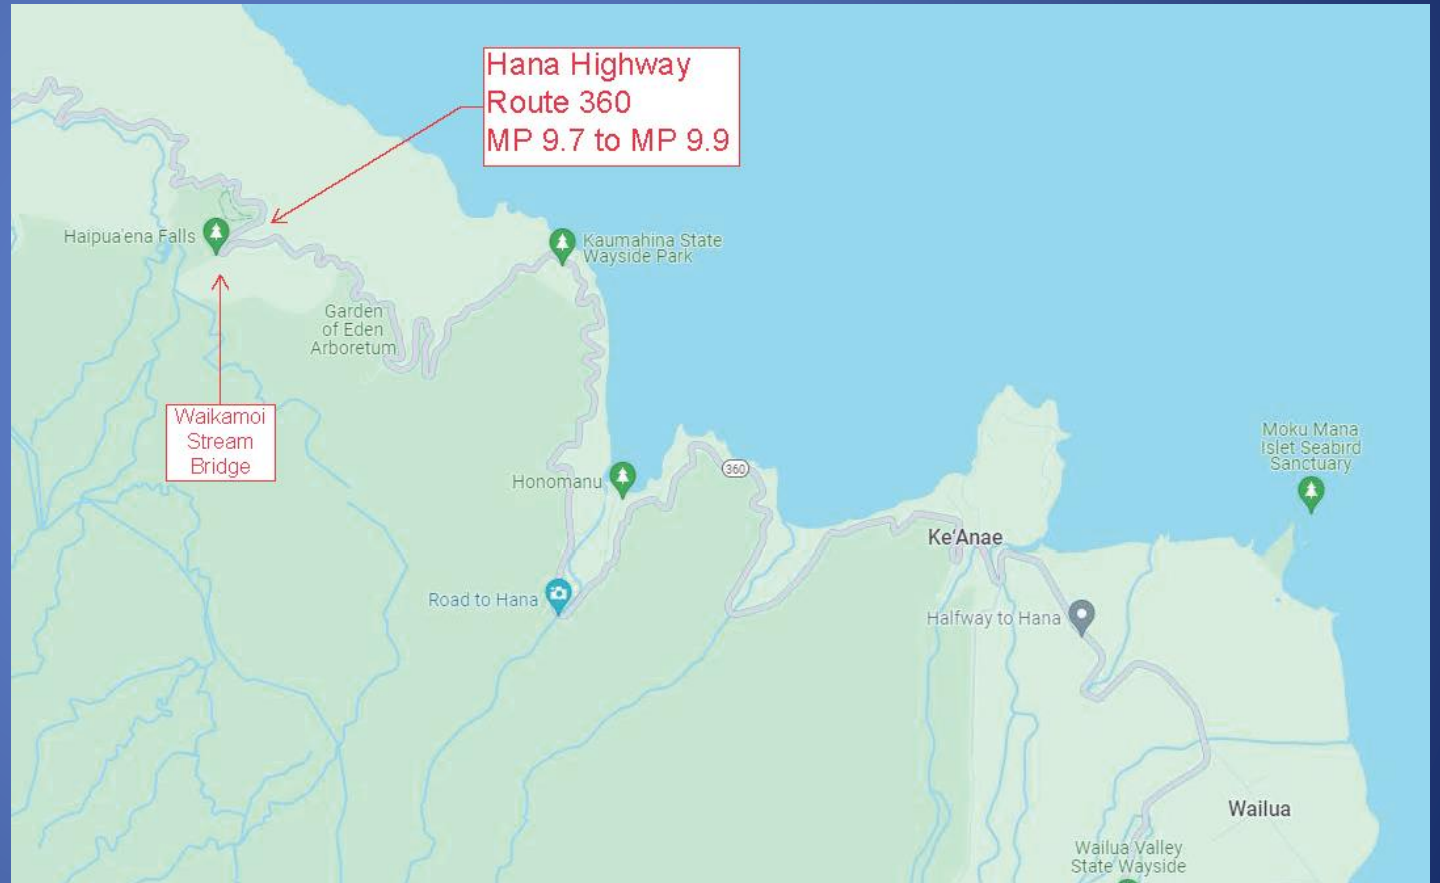 Hana Highway
Route 360
MP 9.7 to MP 9.9
Haipua'ena Falls
Kaumahina State
Wayside Park
Garden
of Eden
Arboretum
Waikamoi
Stream
Bridge
Moku Mana
Islet Seabird
Sanctuary
360
Honomanu
Ke'Anae
Road to Hana
Halfway to Hana
Wailua
Wailua Valley
State Wayside